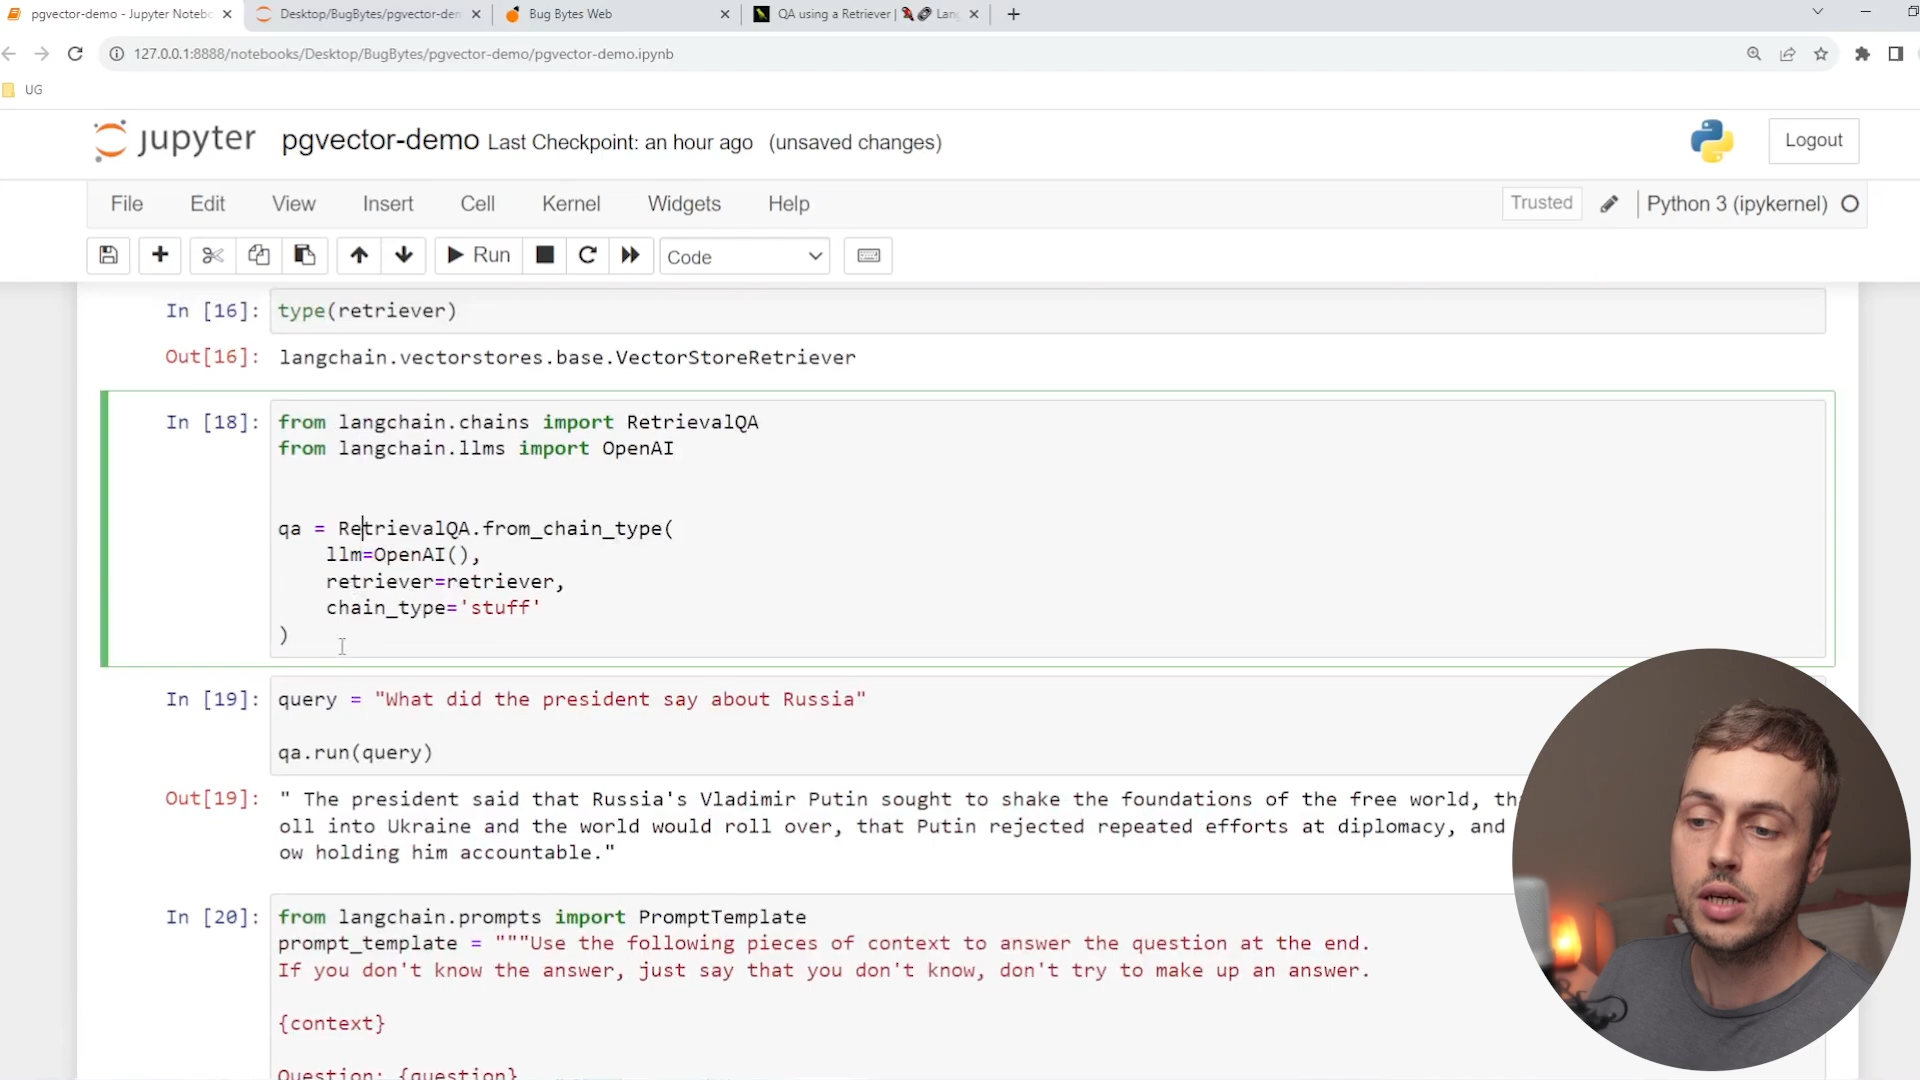 pgvector-demo - Jupyter Noteb
Desktop/BugBytes/pgvector-den
Bug Bytes Web
QA using a Retriever | Lang
127.0.0.1:8888/notebooks/Desktop/BugBytes/pgvector-demo/pgvector-demo.ipynb
UG
jupyter pgvector-demo Last Checkpoint: an hour ago (unsaved changes)
Logout
File Edit View Insert Cell Kernel Widgets Help
Trusted
Python 3 (ipykernel)
Run
Code
In [16]: type(retriever)
Out[16]: langchain.vectorstores.base.VectorStoreRetriever
In [18]: from langchain.chains import RetrievalQA
from langchain.llms import OpenAI
qa = RetrievalQA.from_chain_type(
llm=OpenAI(),
retriever=retriever,
chain_type='stuff'
)
In [19]: query = "What did the president say about Russia"
qa.run(query)
Out[19]: " The president said that Russia's Vladimir Putin sought to shake the foundations of the free world, th
oll into Ukraine and the world would roll over, that Putin rejected repeated efforts at diplomacy, and
ow holding him accountable."
In [20]: from langchain.prompts import PromptTemplate
prompt_template = """Use the following pieces of context to answer the question at the end.
If you don't know the answer, just say that you don't know, don't try to make up an answer.
{context}
Question: {question}